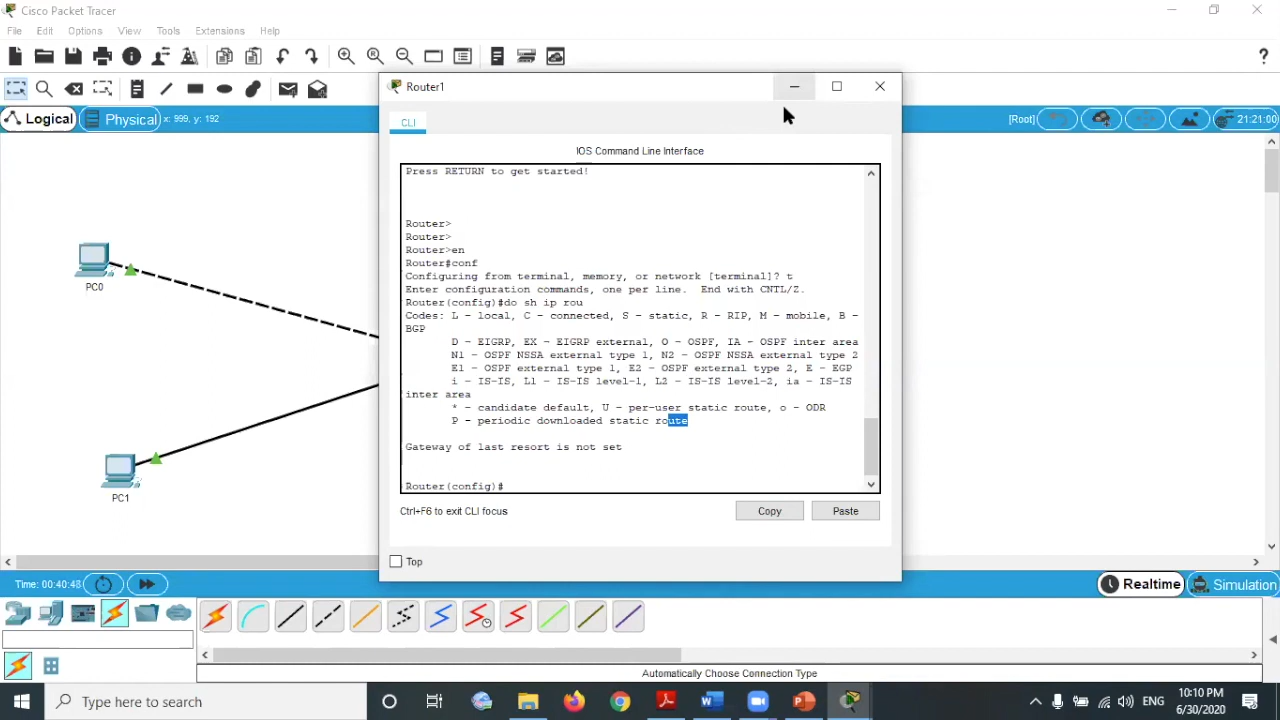 Cisco Packet Tracer
File Edit Options View Tools Extensions Help
?
Logical Physical x: 999, y: 192 [Root] 21:21:00
Router1
CLI
IOS Command Line Interface
Press RETURN to get started!
Router>
Router>
Router>en
Router#conf
Configuring from terminal, memory, or network [terminal]? t
Enter configuration commands, one per line. End with CNTL/Z.
Router(config)#do sh ip rou
Codes: L - local, C - connected, S - static, R - RIP, M - mobile, B -
BGP
D - EIGRP, EX - EIGRP external, O - OSPF, IA - OSPF inter area
N1 - OSPF NSSA external type 1, N2 - OSPF NSSA external type 2
E1 - OSPF external type 1, E2 - OSPF external type 2, E - EGP
i - IS-IS, L1 - IS-IS level-1, L2 - IS-IS level-2, ia - IS-IS
inter area
* - candidate default, U - per-user static route, o - ODR
P - periodic downloaded static route
Gateway of last resort is not set
Router(config)#
Ctrl+F6 to exit CLI focus
Copy Paste
Top
PC0
PC1
Time: 00:40:48
Realtime Simulation
Automatically Choose Connection Type
Type here to search
ENG
10:10 PM
6/30/2020